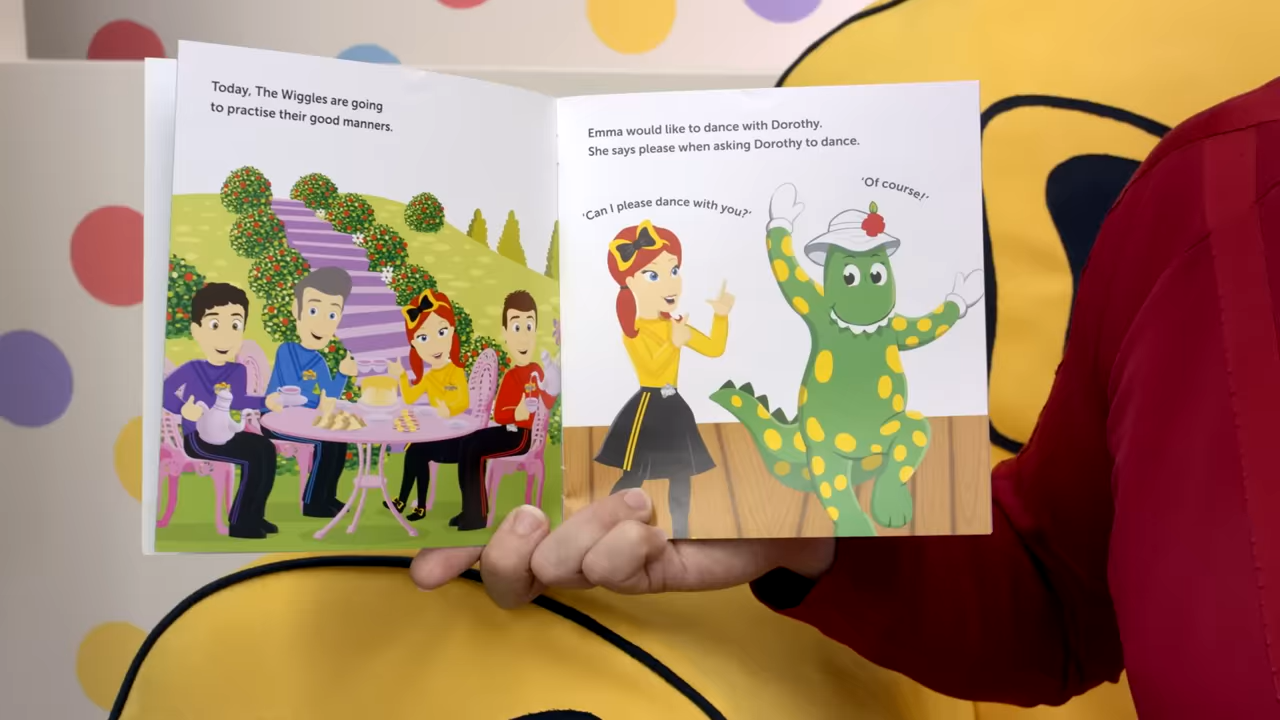 Today, The Wiggles are going
to practise their good manners.
Emma would like to dance with Dorothy.
She says please when asking Dorothy to dance.
‘Can I please dance with you?’
‘Of course!’